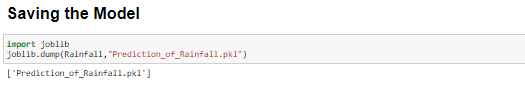 Saving the Model
import joblib
joblib.dump(Rainfall,"Prediction_of_Rainfall.pkl")
['Prediction_of_Rainfall.pkl']